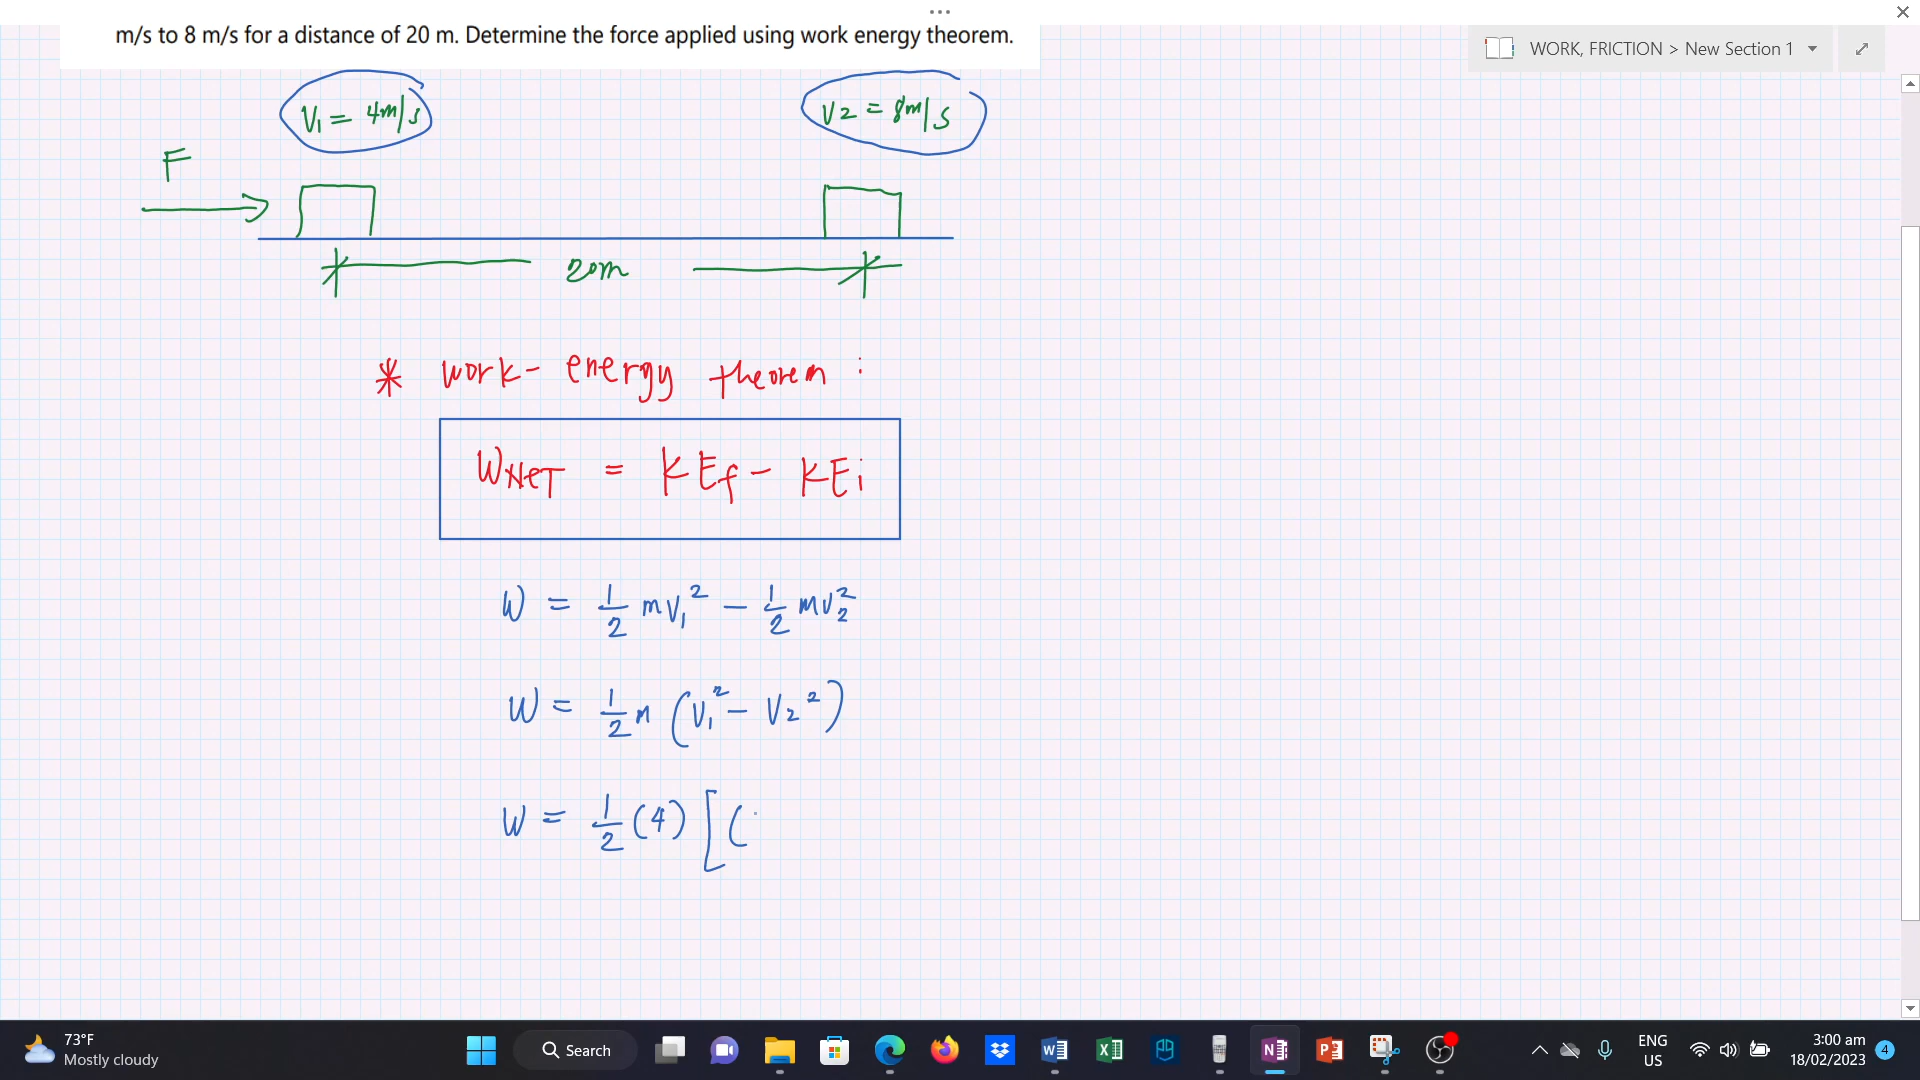 m/s to 8 m/s for a distance of 20 m. Determine the force applied using work energy theorem.
WORK, FRICTION > New Section 1
V₁ = 4m/s
V2 = 8m/s
F
20m
* work-energy theorem :
WNET = KEf - KEi
W = 1/2 mV₁² - 1/2 mV₂²
W = 1/2 m (V₁² - V₂²)
W = 1/2 (4) [(
73°F
Mostly cloudy
Search
ENG
US
3:00 am
18/02/2023
4